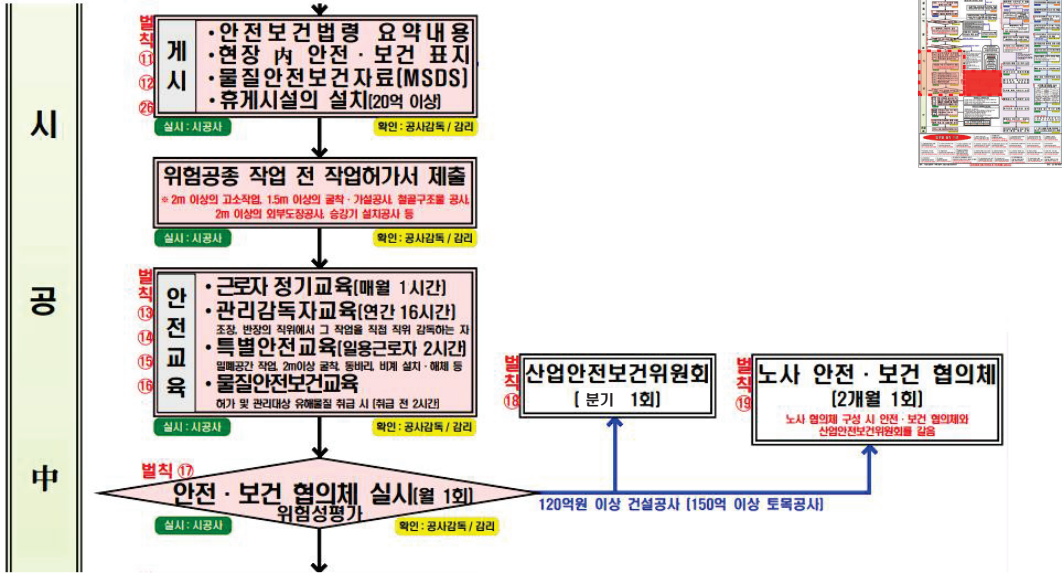 시
공
中
벌칙
⑪
⑫
㉖
게시
• 안전보건법령 요약내용
• 현장 內 안전 · 보건 표지
• 물질안전보건자료(MSDS)
• 휴게시설의 설치(20억 이상)
실시 : 시공사
확인 : 공사감독 / 감리
위험공종 작업 전 작업허가서 제출
※ 2m 이상의 고소작업, 1.5m 이상의 굴착 · 가설공사, 철골구조물 공사,
2m 이상의 외부도장공사, 승강기 설치공사 등
실시 : 시공사
확인 : 공사감독 / 감리
벌칙
⑬
⑭
⑮
⑯
안전교육
• 근로자 정기교육(매월 1시간)
• 관리감독자교육(연간 16시간)
조장, 반장의 직위에서 그 작업을 직접 직위 감독하는 자
• 특별안전교육(일용근로자 2시간)
밀폐공간 작업, 2m이상 굴착, 동바리, 비계 설치 · 해체 등
• 물질안전보건교육
허가 및 관리대상 유해물질 취급 시 (취급 전 2시간)
실시 : 시공사
확인 : 공사감독 / 감리
벌칙 ⑰
안전 · 보건 협의체 실시(월 1회)
위험성평가
실시 : 시공사
확인 : 공사감독 / 감리
120억원 이상 건설공사 (150억 이상 토목공사)
벌칙
⑱
산업안전보건위원회
( 분기 1회)
벌칙
⑲
노사 안전 · 보건 협의체
(2개월 1회)
노사 협의체 구성 시 안전 · 보건 협의체와
산업안전보건위원회를 갈음